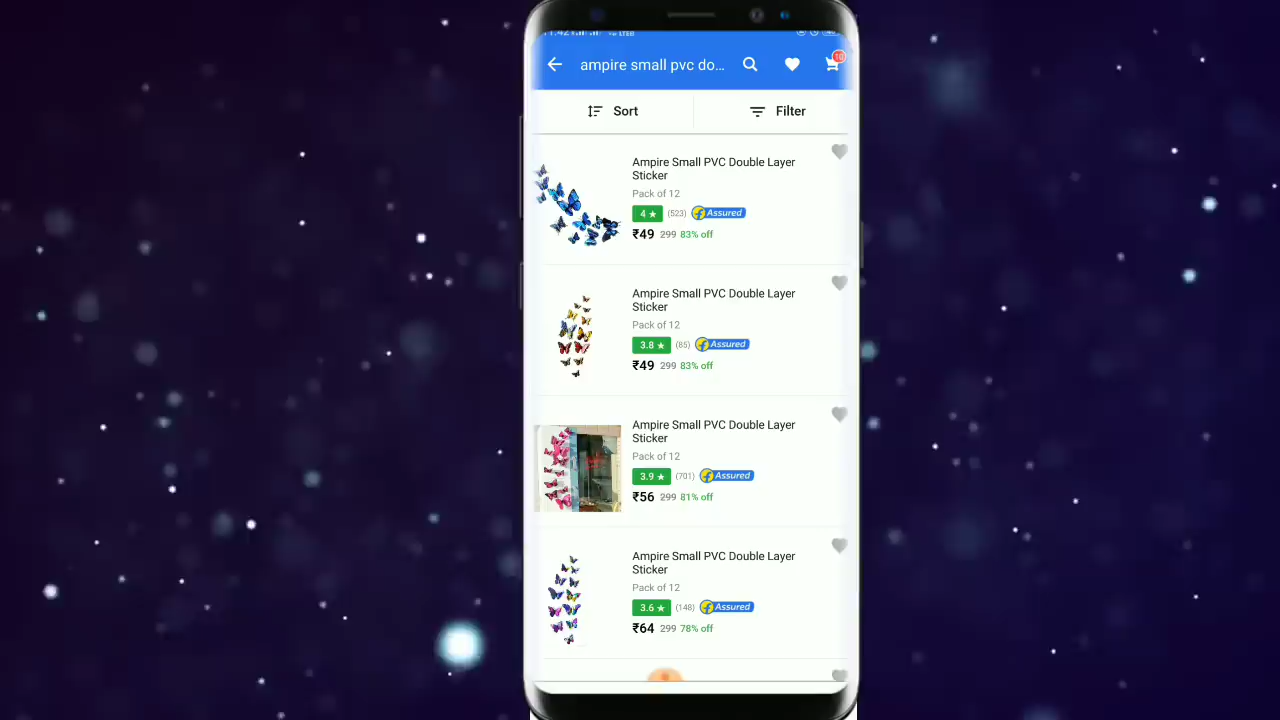 ampire small pvc do...
10
Sort
Filter
Ampire Small PVC Double Layer
Sticker
Pack of 12
4 ★ (523) f Assured
₹49 299 83% off
Ampire Small PVC Double Layer
Sticker
Pack of 12
3.8 ★ (85) f Assured
₹49 299 83% off
Ampire Small PVC Double Layer
Sticker
Pack of 12
3.9 ★ (701) f Assured
₹56 299 81% off
Ampire Small PVC Double Layer
Sticker
Pack of 12
3.6 ★ (148) f Assured
₹64 299 78% off